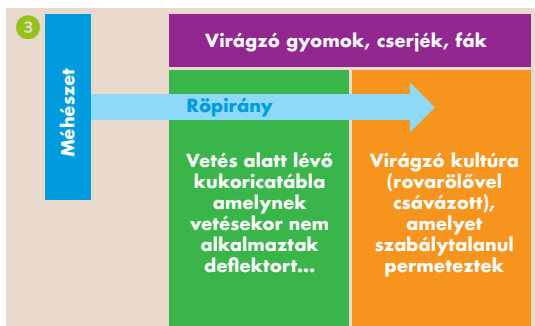 3
Virágzó gyomok, cserjék, fák
Méhészet
Röpirány
Vetés alatt lévő
kukoricatábla
amelynek
vetésekor nem
alkalmaztak
deflektort...
Virágzó kultúra
(rovarölővel
csávázott),
amelyet
szabálytalanul
permeteztek